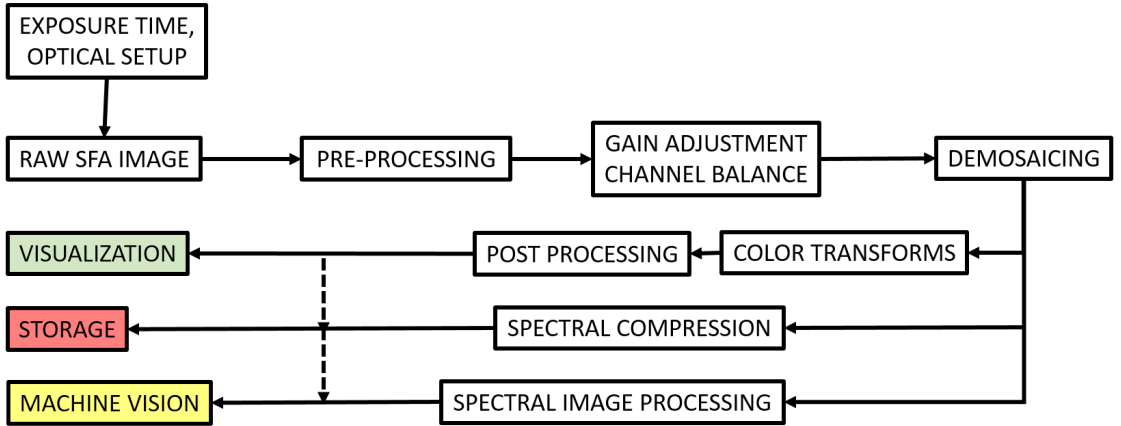 EXPOSURE TIME,
OPTICAL SETUP
RAW SFA IMAGE
PRE-PROCESSING
GAIN ADJUSTMENT
CHANNEL BALANCE
DEMOSAICING
VISUALIZATION
POST PROCESSING
COLOR TRANSFORMS
STORAGE
SPECTRAL COMPRESSION
MACHINE VISION
SPECTRAL IMAGE PROCESSING